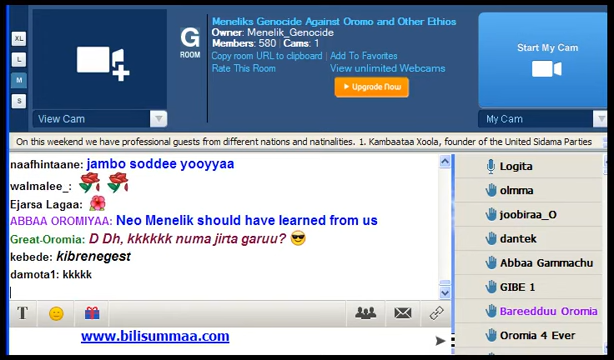 XL
L
M
S
View Cam
G
ROOM
Meneliks Genocide Against Oromo and Other Ethios
Owner: Menelik_Genocide
Members: 580 | Cams: 1
Copy room URL to clipboard | Add To Favorites
Rate This Room View unlimited Webcams
Upgrade Now
Start My Cam
My Cam
On this weekend we have professional guests from different nations and natinalities. 1. Kambaataa Xoola, founder of the United Sidama Parties
naafhintaane: jambo soddee yooyyaa
walmalee_:
Ejarsa Lagaa:
ABBAA OROMIYAA: Neo Menelik should have learned from us
Great-Oromia: D Dh, kkkkkk numa jirta garuu?
kebede: kibrenegest
damota1: kkkkk
T
www.bilisummaa.com
Logita
olmma
joobiraa_O
dantek
Abbaa Gammachu
GIBE 1
Bareedduu Oromia
Oromia 4 Ever